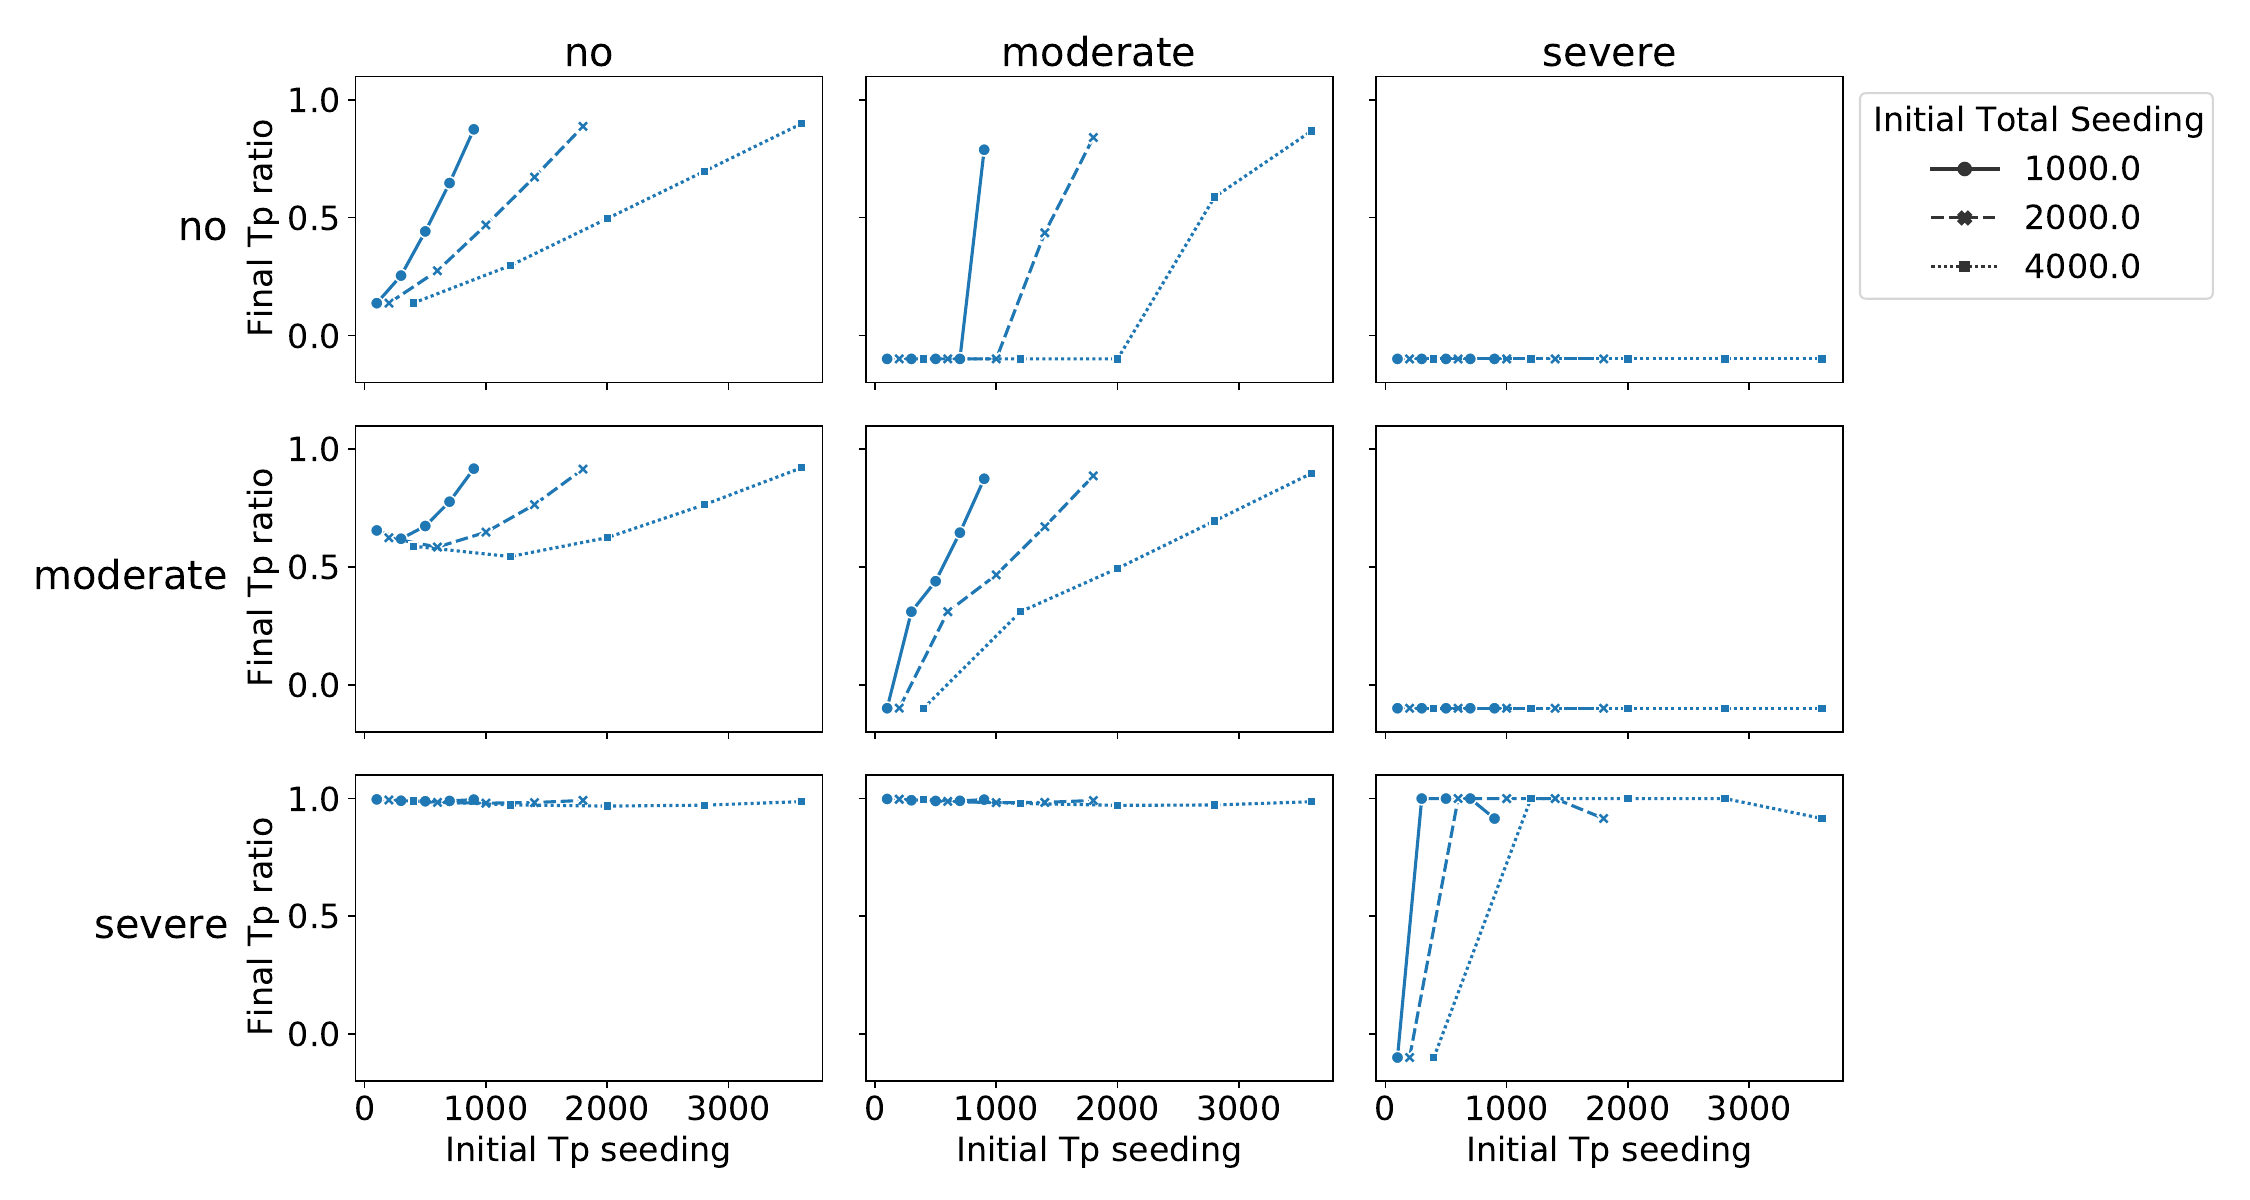 no
moderate
severe
Initial Total Seeding
1000.0
2000.0
4000.0
no
Final Tp ratio
1.0
0.5
0.0
moderate
Final Tp ratio
1.0
0.5
0.0
severe
Final Tp ratio
1.0
0.5
0.0
0 1000 2000 3000
0 1000 2000 3000
0 1000 2000 3000
Initial Tp seeding
Initial Tp seeding
Initial Tp seeding